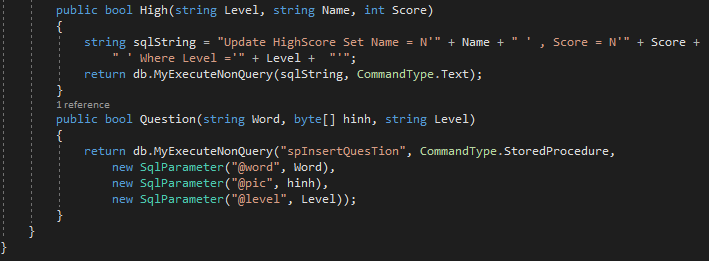 public bool High(string Level, string Name, int Score)
{
string sqlString = "Update HighScore Set Name = N'" + Name + " ' , Score = N'" + Score +
" ' Where Level ='" + Level +  "'";
return db.MyExecuteNonQuery(sqlString, CommandType.Text);
}
1 reference
public bool Question(string Word, byte[] hinh, string Level)
{
return db.MyExecuteNonQuery("spInsertQuesTion", CommandType.StoredProcedure,
new SqlParameter("@word", Word),
new SqlParameter("@pic", hinh),
new SqlParameter("@level", Level));
}
}
}